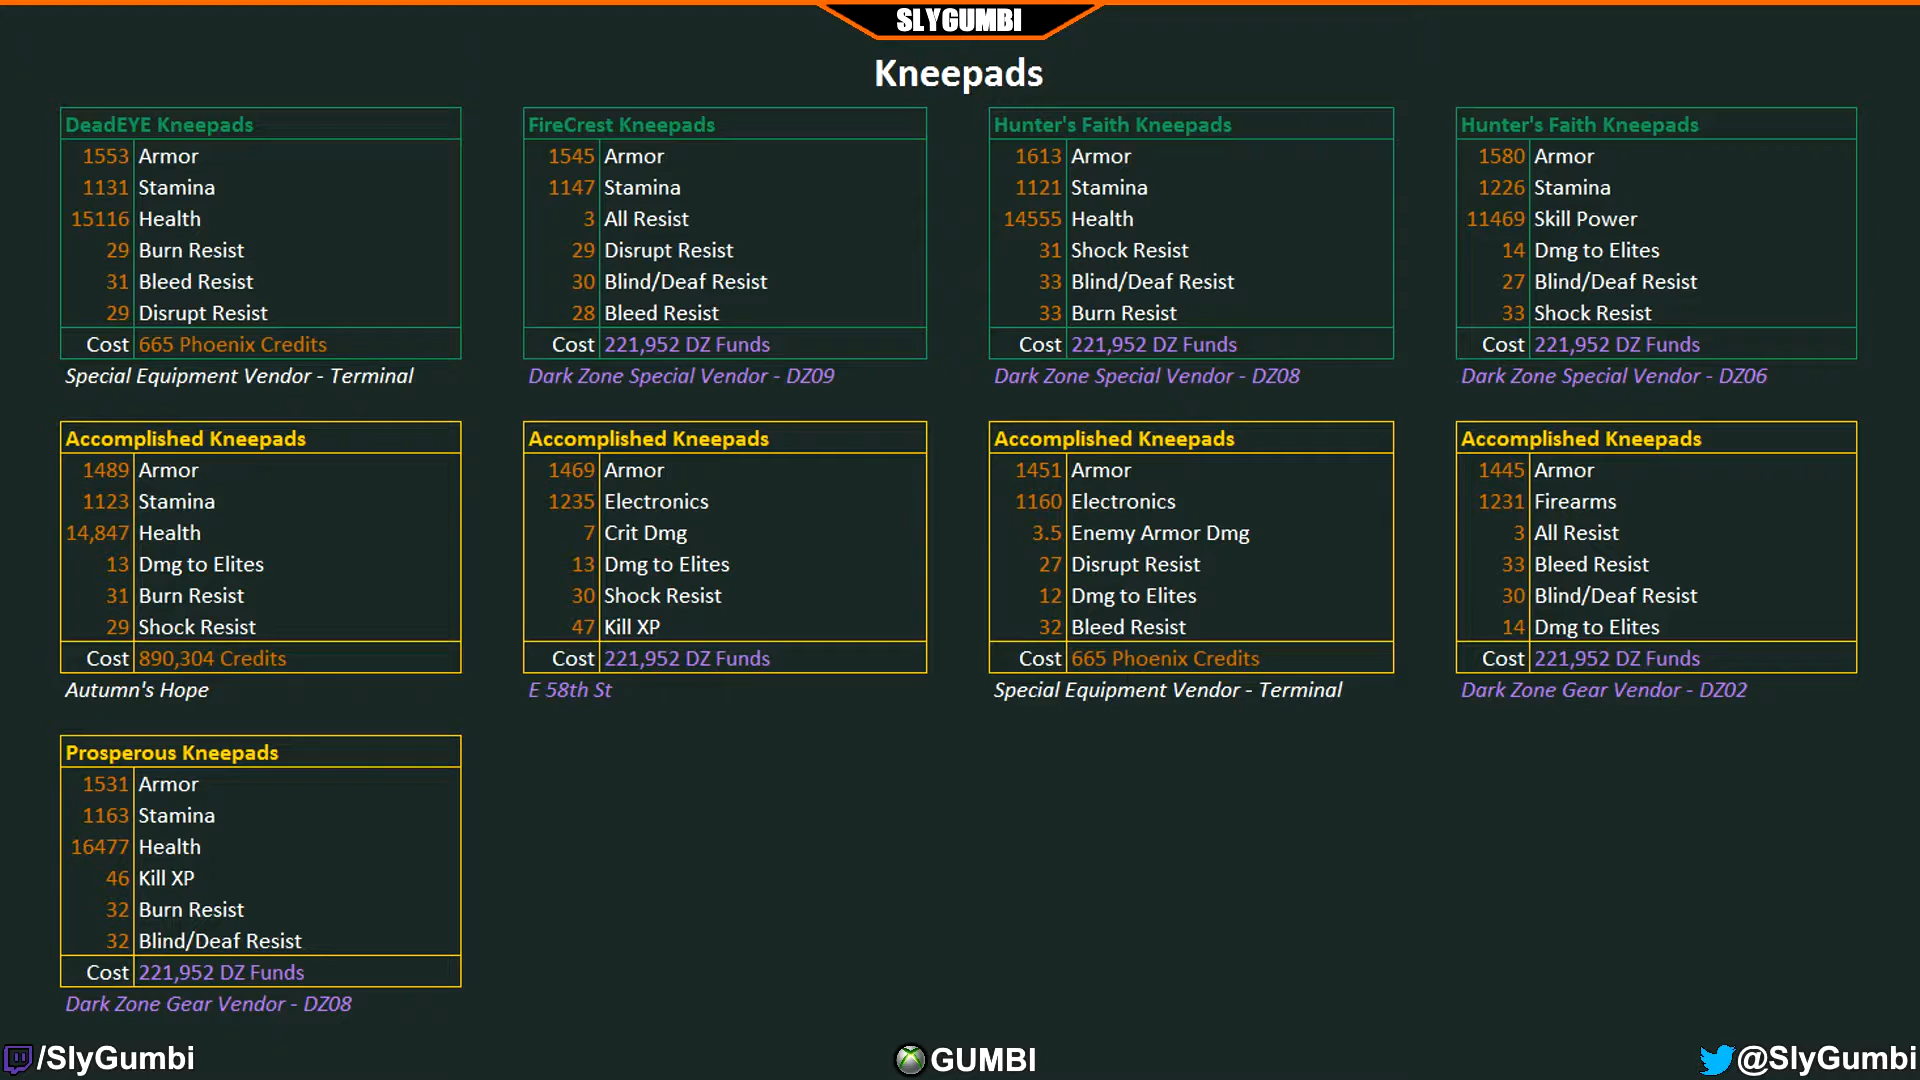 SLYGUMBI
Kneepads
DeadEYE Kneepads
1553 Armor
1131 Stamina
15116 Health
29 Burn Resist
31 Bleed Resist
29 Disrupt Resist
Cost 665 Phoenix Credits
Special Equipment Vendor - Terminal
FireCrest Kneepads
1545 Armor
1147 Stamina
3 All Resist
29 Disrupt Resist
30 Blind/Deaf Resist
28 Bleed Resist
Cost 221,952 DZ Funds
Dark Zone Special Vendor - DZ09
Hunter's Faith Kneepads
1613 Armor
1121 Stamina
14555 Health
31 Shock Resist
33 Blind/Deaf Resist
33 Burn Resist
Cost 221,952 DZ Funds
Dark Zone Special Vendor - DZ08
Hunter's Faith Kneepads
1580 Armor
1226 Stamina
11469 Skill Power
14 Dmg to Elites
27 Blind/Deaf Resist
33 Shock Resist
Cost 221,952 DZ Funds
Dark Zone Special Vendor - DZ06
Accomplished Kneepads
1489 Armor
1123 Stamina
14,847 Health
13 Dmg to Elites
31 Burn Resist
29 Shock Resist
Cost 890,304 Credits
Autumn's Hope
Accomplished Kneepads
1469 Armor
1235 Electronics
7 Crit Dmg
13 Dmg to Elites
30 Shock Resist
47 Kill XP
Cost 221,952 DZ Funds
E 58th St
Accomplished Kneepads
1451 Armor
1160 Electronics
3.5 Enemy Armor Dmg
27 Disrupt Resist
12 Dmg to Elites
32 Bleed Resist
Cost 665 Phoenix Credits
Special Equipment Vendor - Terminal
Accomplished Kneepads
1445 Armor
1231 Firearms
3 All Resist
33 Bleed Resist
30 Blind/Deaf Resist
14 Dmg to Elites
Cost 221,952 DZ Funds
Dark Zone Gear Vendor - DZ02
Prosperous Kneepads
1531 Armor
1163 Stamina
16477 Health
46 Kill XP
32 Burn Resist
32 Blind/Deaf Resist
Cost 221,952 DZ Funds
Dark Zone Gear Vendor - DZ08
/SlyGumbi
GUMBI
@SlyGumbi